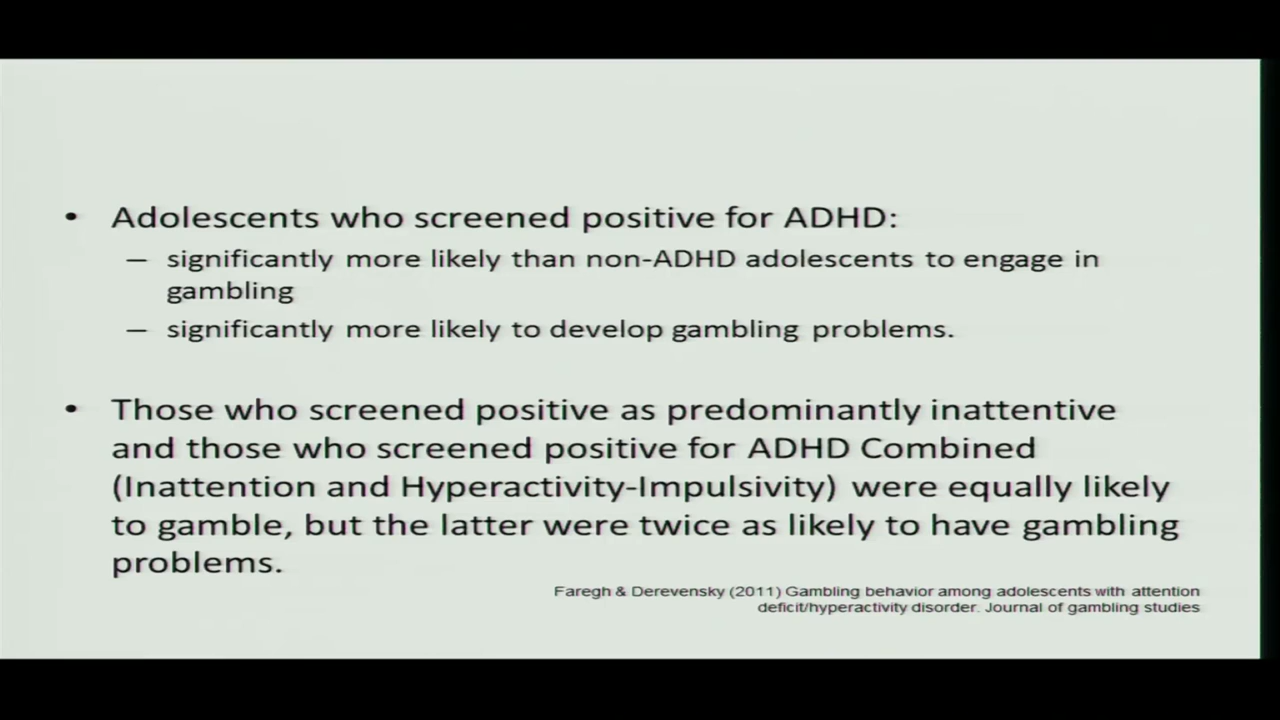 • Adolescents who screened positive for ADHD:
– significantly more likely than non-ADHD adolescents to engage in
gambling
– significantly more likely to develop gambling problems.
• Those who screened positive as predominantly inattentive
and those who screened positive for ADHD Combined
(Inattention and Hyperactivity-Impulsivity) were equally likely
to gamble, but the latter were twice as likely to have gambling
problems.
Faregh & Derevensky (2011) Gambling behavior among adolescents with attention
deficit/hyperactivity disorder. Journal of gambling studies